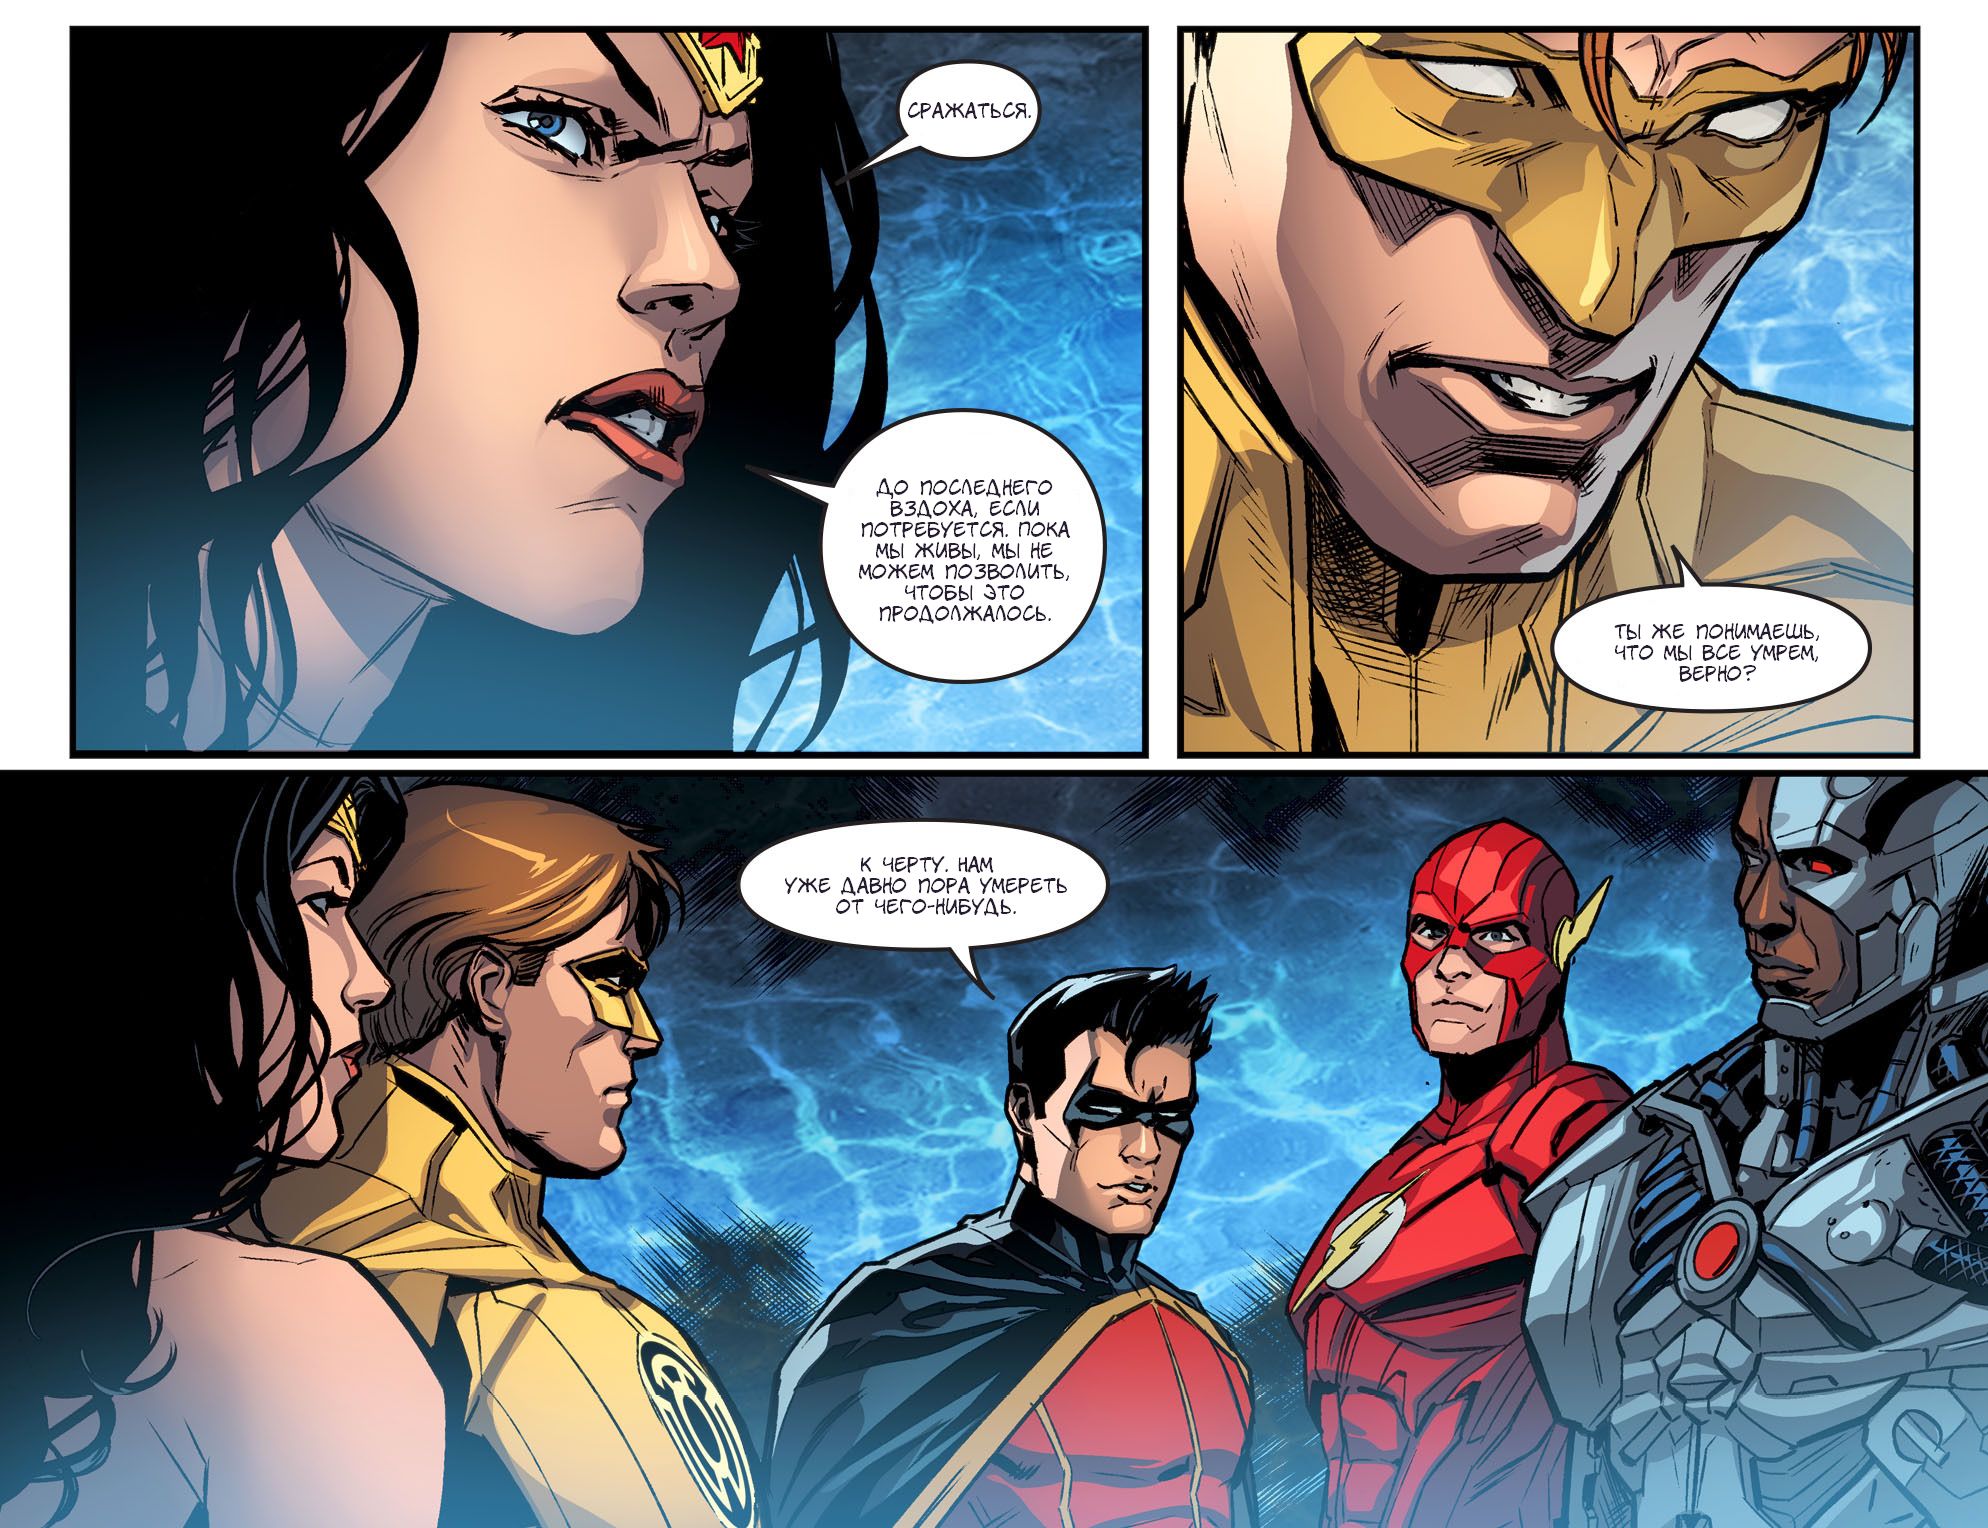 СРАЖАТЬСЯ.
ДО ПОСЛЕДНЕГО
ВЗДОХА, ЕСЛИ
ПОТРЕБУЕТСЯ. ПОКА
МЫ ЖИВЫ, МЫ НЕ
МОЖЕМ ПОЗВОЛИТЬ,
ЧТОБЫ ЭТО
ПРОДОЛЖАЛОСЬ.
ТЫ ЖЕ ПОНИМАЕШЬ,
ЧТО МЫ ВСЕ УМРЕМ,
ВЕРНО?
К ЧЕРТУ. НАМ
УЖЕ ДАВНО ПОРА УМЕРЕТЬ
ОТ ЧЕГО-НИБУДЬ.